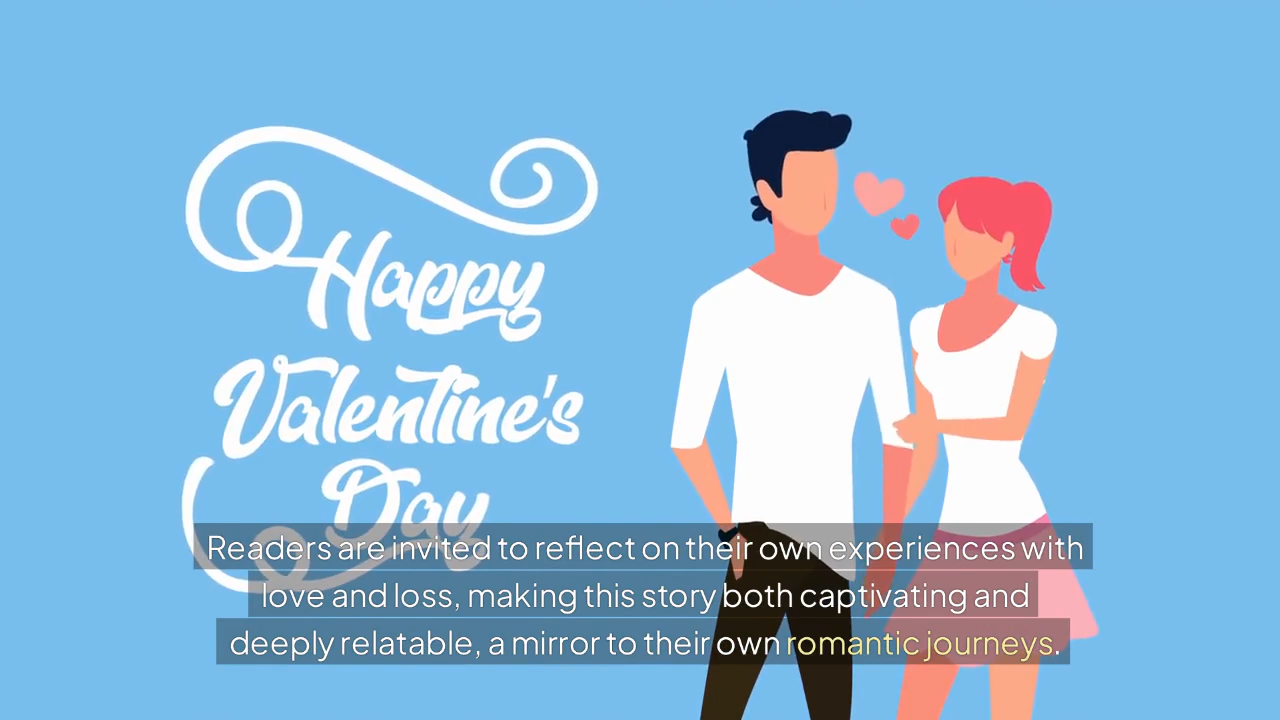 Happy
Valentine's
Day
Readers are invited to reflect on their own experiences with
love and loss, making this story both captivating and
deeply relatable, a mirror to their own romantic journeys.